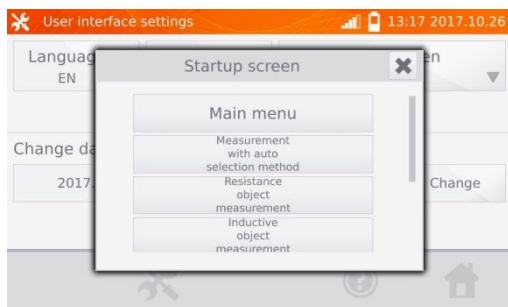 User interface settings
13:17 2017.10.26
Languag
EN
en
Startup screen
Main menu
Measurement
with auto
selection method
Resistance
object
measurement
Inductive
object
measurement
Change da
2017.
Change